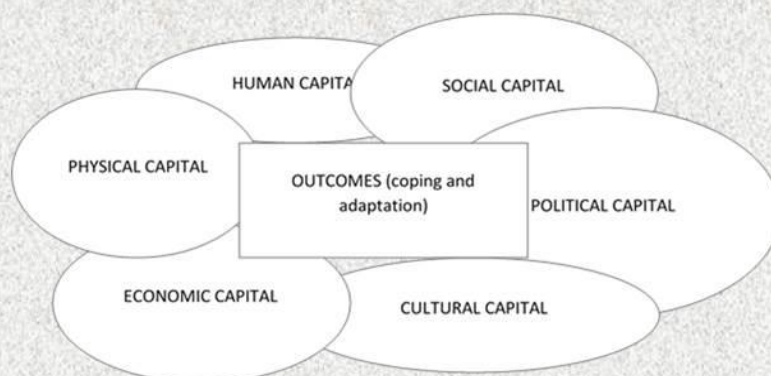 HUMAN CAPITA
SOCIAL CAPITAL
PHYSICAL CAPITAL
OUTCOMES (coping and
adaptation)
POLITICAL CAPITAL
ECONOMIC CAPITAL
CULTURAL CAPITAL